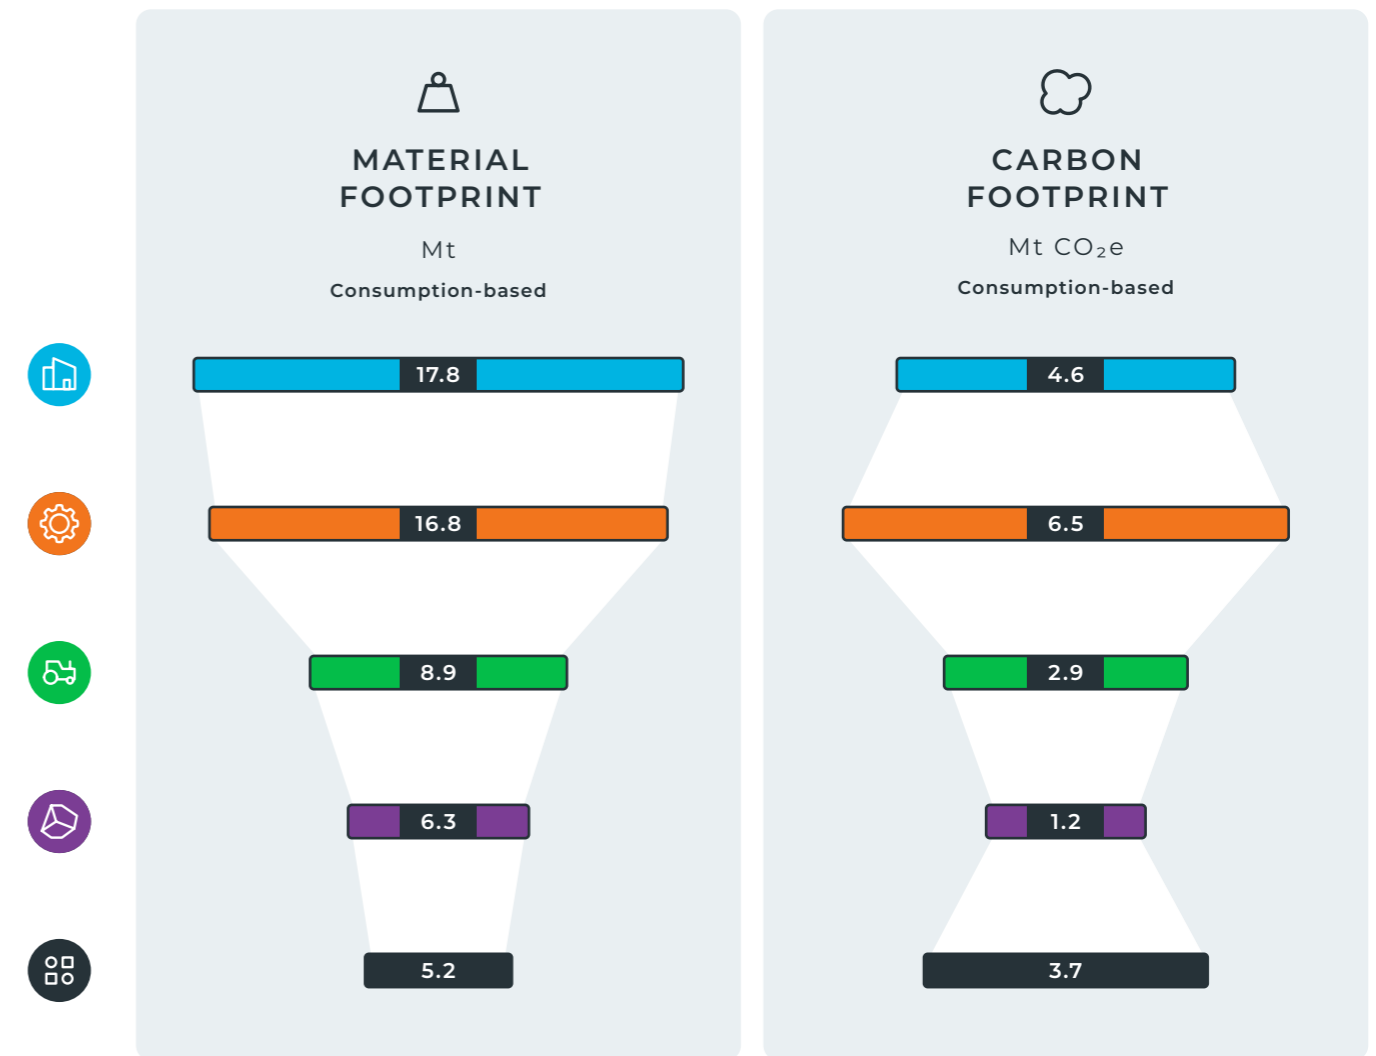 MATERIAL
FOOTPRINT
Mt
Consumption-based
17.8
16.8
8.9
6.3
5.2
CARBON
FOOTPRINT
Mt CO₂e
Consumption-based
4.6
6.5
2.9
1.2
3.7